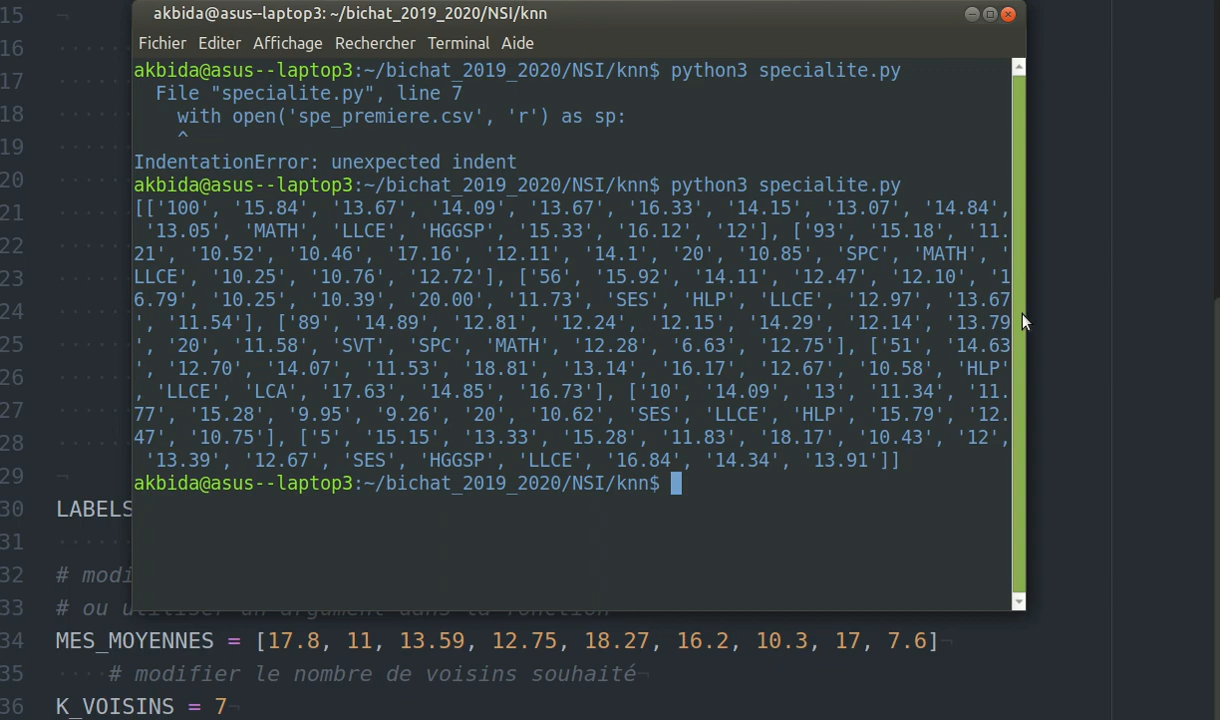 akbida@asus--laptop3: ~/bichat_2019_2020/NSI/knn
Fichier Editer Affichage Rechercher Terminal Aide
akbida@asus--laptop3:~/bichat_2019_2020/NSI/knn$ python3 specialite.py
File "specialite.py", line 7
with open('spe_premiere.csv', 'r') as sp:
^
IndentationError: unexpected indent
akbida@asus--laptop3:~/bichat_2019_2020/NSI/knn$ python3 specialite.py
[['100', '15.84', '13.67', '14.09', '13.67', '16.33', '14.15', '13.07', '14.84',
'13.05', 'MATH', 'LLCE', 'HGGSP', '15.33', '16.12', '12'], ['93', '15.18', '11.
21', '10.52', '10.46', '17.16', '12.11', '14.1', '20', '10.85', 'SPC', 'MATH', '
LLCE', '10.25', '10.76', '12.72'], ['56', '15.92', '14.11', '12.47', '12.10', '1
6.79', '10.25', '10.39', '20.00', '11.73', 'SES', 'HLP', 'LLCE', '12.97', '13.67
', '11.54'], ['89', '14.89', '12.81', '12.24', '12.15', '14.29', '12.14', '13.79
', '20', '11.58', 'SVT', 'SPC', 'MATH', '12.28', '6.63', '12.75'], ['51', '14.63
', '12.70', '14.07', '11.53', '18.81', '13.14', '16.17', '12.67', '10.58', 'HLP'
, 'LLCE', 'LCA', '17.63', '14.85', '16.73'], ['10', '14.09', '13', '11.34', '11.
77', '15.28', '9.95', '9.26', '20', '10.62', 'SES', 'LLCE', 'HLP', '15.79', '12.
47', '10.75'], ['5', '15.15', '13.33', '15.28', '11.83', '18.17', '10.43', '12',
'13.39', '12.67', 'SES', 'HGGSP', 'LLCE', '16.84', '14.34', '13.91']]
akbida@asus--laptop3:~/bichat_2019_2020/NSI/knn$
15
16
17
18
19
20
21
22
23
24
25
26
27
28
29
30 LABELS
31
32 # modi
33 # ou utiliser un argument dans la fonction
34 MES_MOYENNES = [17.8, 11, 13.59, 12.75, 18.27, 16.2, 10.3, 17, 7.6]
35 # modifier le nombre de voisins souhaité
36 K_VOISINS = 7